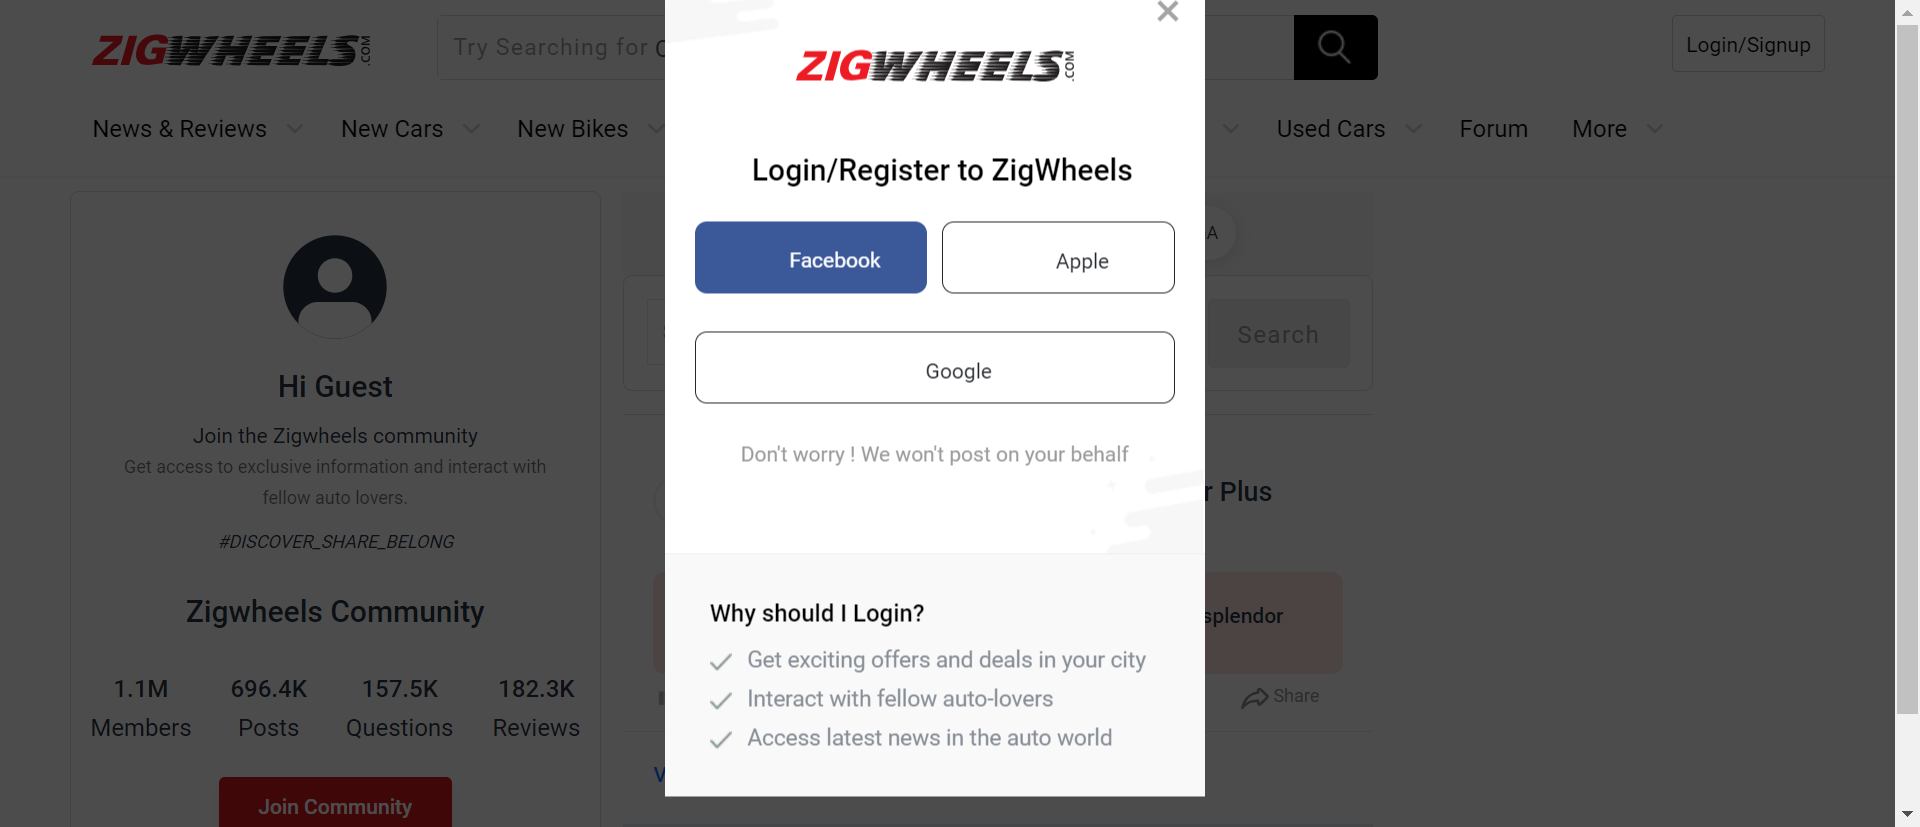 ZIGWHEELS.COM
Try Searching for
Login/Signup
News & Reviews
New Cars
New Bikes
Used Cars
Forum
More
Hi Guest
Join the Zigwheels community
Get access to exclusive information and interact with
fellow auto lovers.
#DISCOVER_SHARE_BELONG
Zigwheels Community
1.1M 696.4K 157.5K 182.3K
Members Posts Questions Reviews
Join Community
ZIGWHEELS.COM
Login/Register to ZigWheels
Facebook
Apple
Google
Don't worry ! We won't post on your behalf
Why should I Login?
Get exciting offers and deals in your city
Interact with fellow auto-lovers
Access latest news in the auto world
A
Search
r Plus
splendor
Share